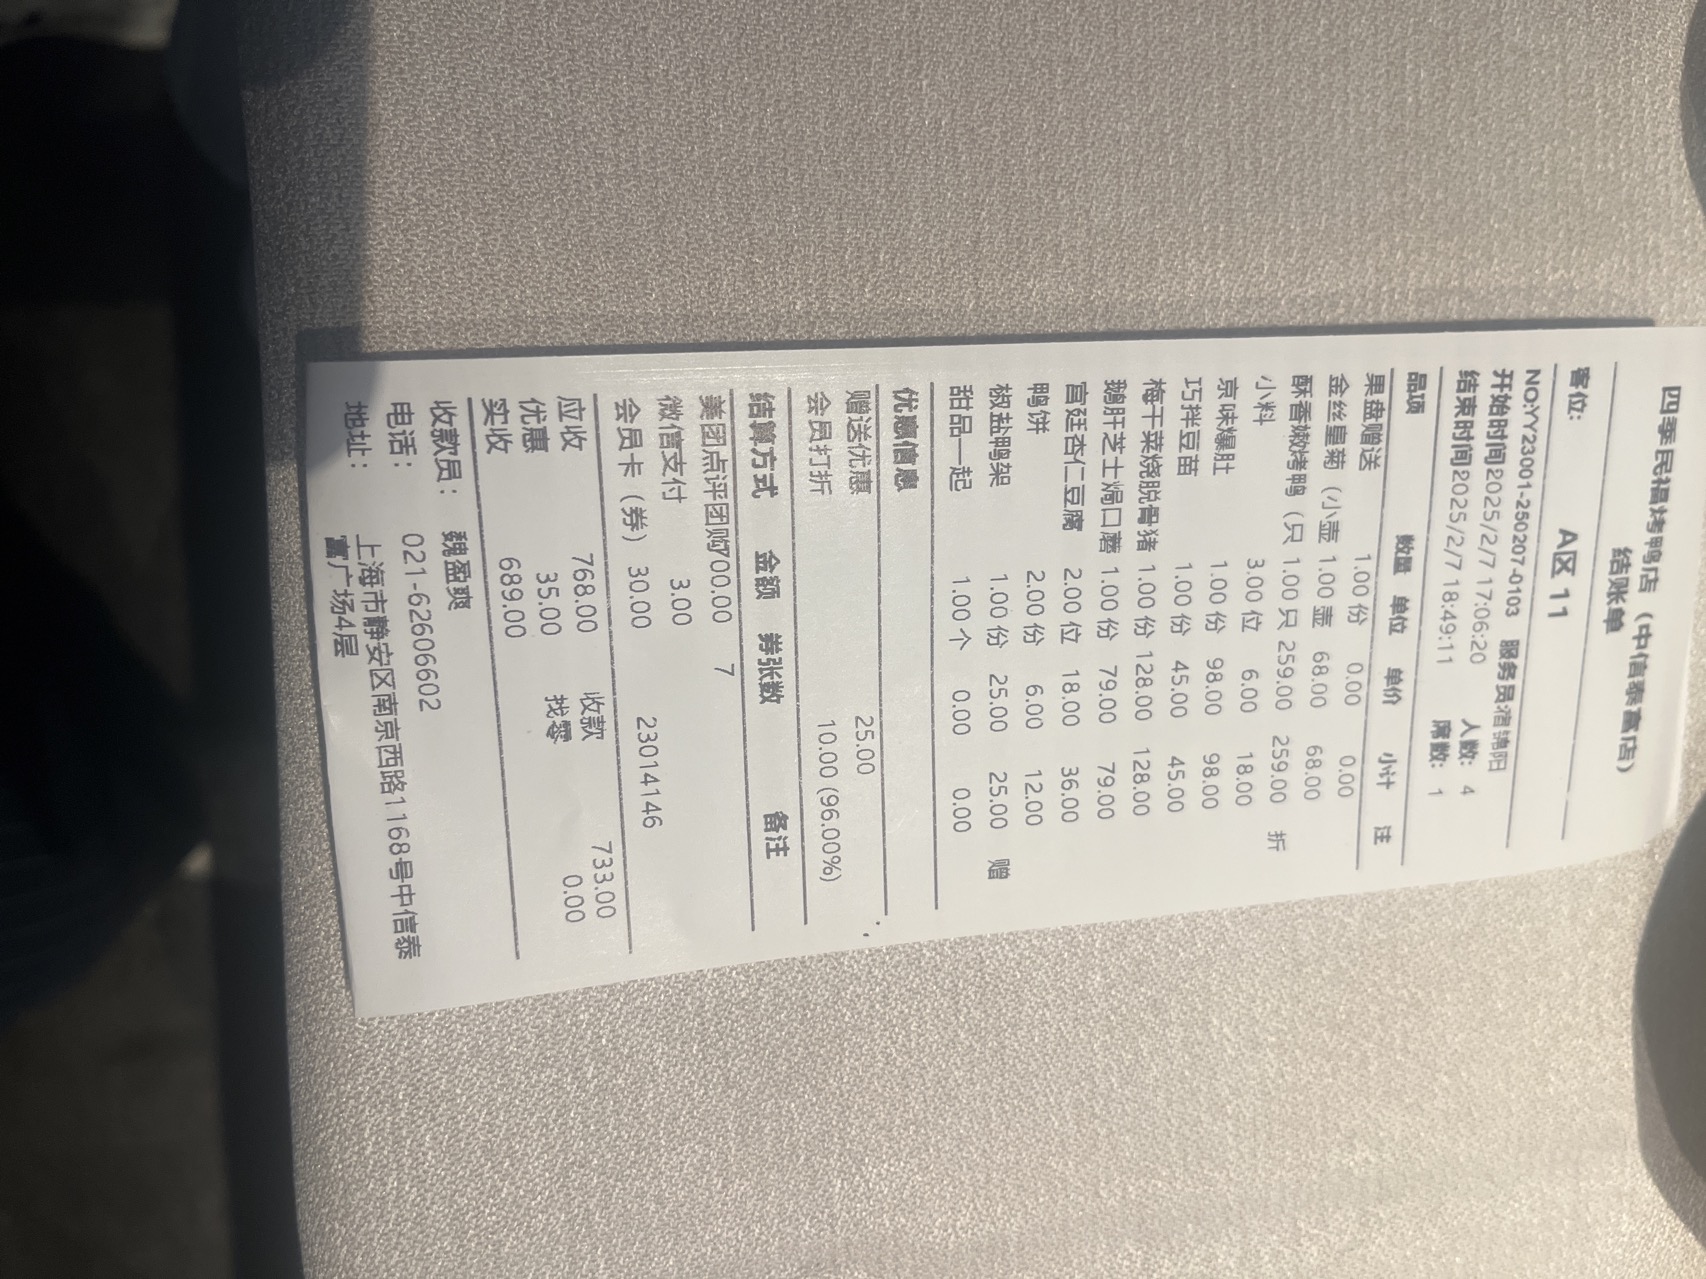 四季民福烤鸭店（中信泰富店）
结账单
客位： A区 11
NO:YY23001-250207-0103 服务员:清锦阳
开始时间2025/2/7 17:06:20 人数： 4
结束时间2025/2/7 18:49:11 席数： 1
品项 数量 单位 单价 小计 注
果盘赠送 1.00 份 0.00 0.00
金丝皇菊（小壶 1.00 壶 68.00 68.00
酥香嫩烤鸭（只 1.00 只 259.00 259.00 折
小料 3.00 位 6.00 18.00
京味爆肚 1.00 份 98.00 98.00
巧拌豆苗 1.00 份 45.00 45.00
梅干菜烧脱骨猪 1.00 份 128.00 128.00
鹅肝芝士焗口蘑 1.00 份 79.00 79.00
宫廷杏仁豆腐 2.00 位 18.00 36.00
鸭饼 2.00 份 6.00 12.00
椒盐鸭架 1.00 份 25.00 25.00 赠
甜品一起 1.00 个 0.00 0.00
优惠信息
赠送优惠 25.00
会员打折 10.00 (96.00%)
结算方式 金额 券张数 备注
美团点评团购700.00 7
微信支付 3.00
会员卡（券）30.00 23014146
应收 768.00 收款 733.00
优惠 35.00 找零 0.00
实收 689.00
收款员： 魏盈爽
电话： 021-62606602
地址： 上海市静安区南京西路1168号中信泰
富广场4层